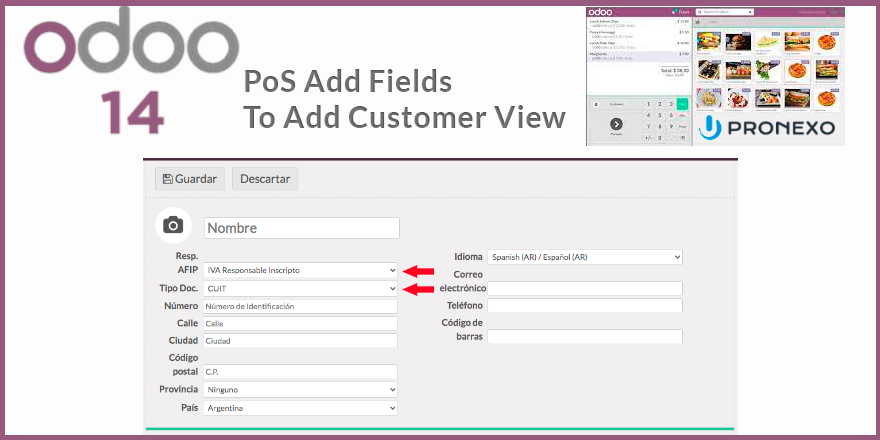 odoo
14
PoS Add Fields
To Add Customer View
odoo
PRONEXO
Guardar
Descartar
Nombre
Resp.
AFIP
IVA Responsable Inscripto
Tipo Doc.
CUIT
Número
Número de Identificación
Calle
Calle
Ciudad
Ciudad
Código
postal
C.P.
Provincia
Ninguno
País
Argentina
Idioma
Spanish (AR) / Español (AR)
Correo
electrónico
Teléfono
Código de
barras